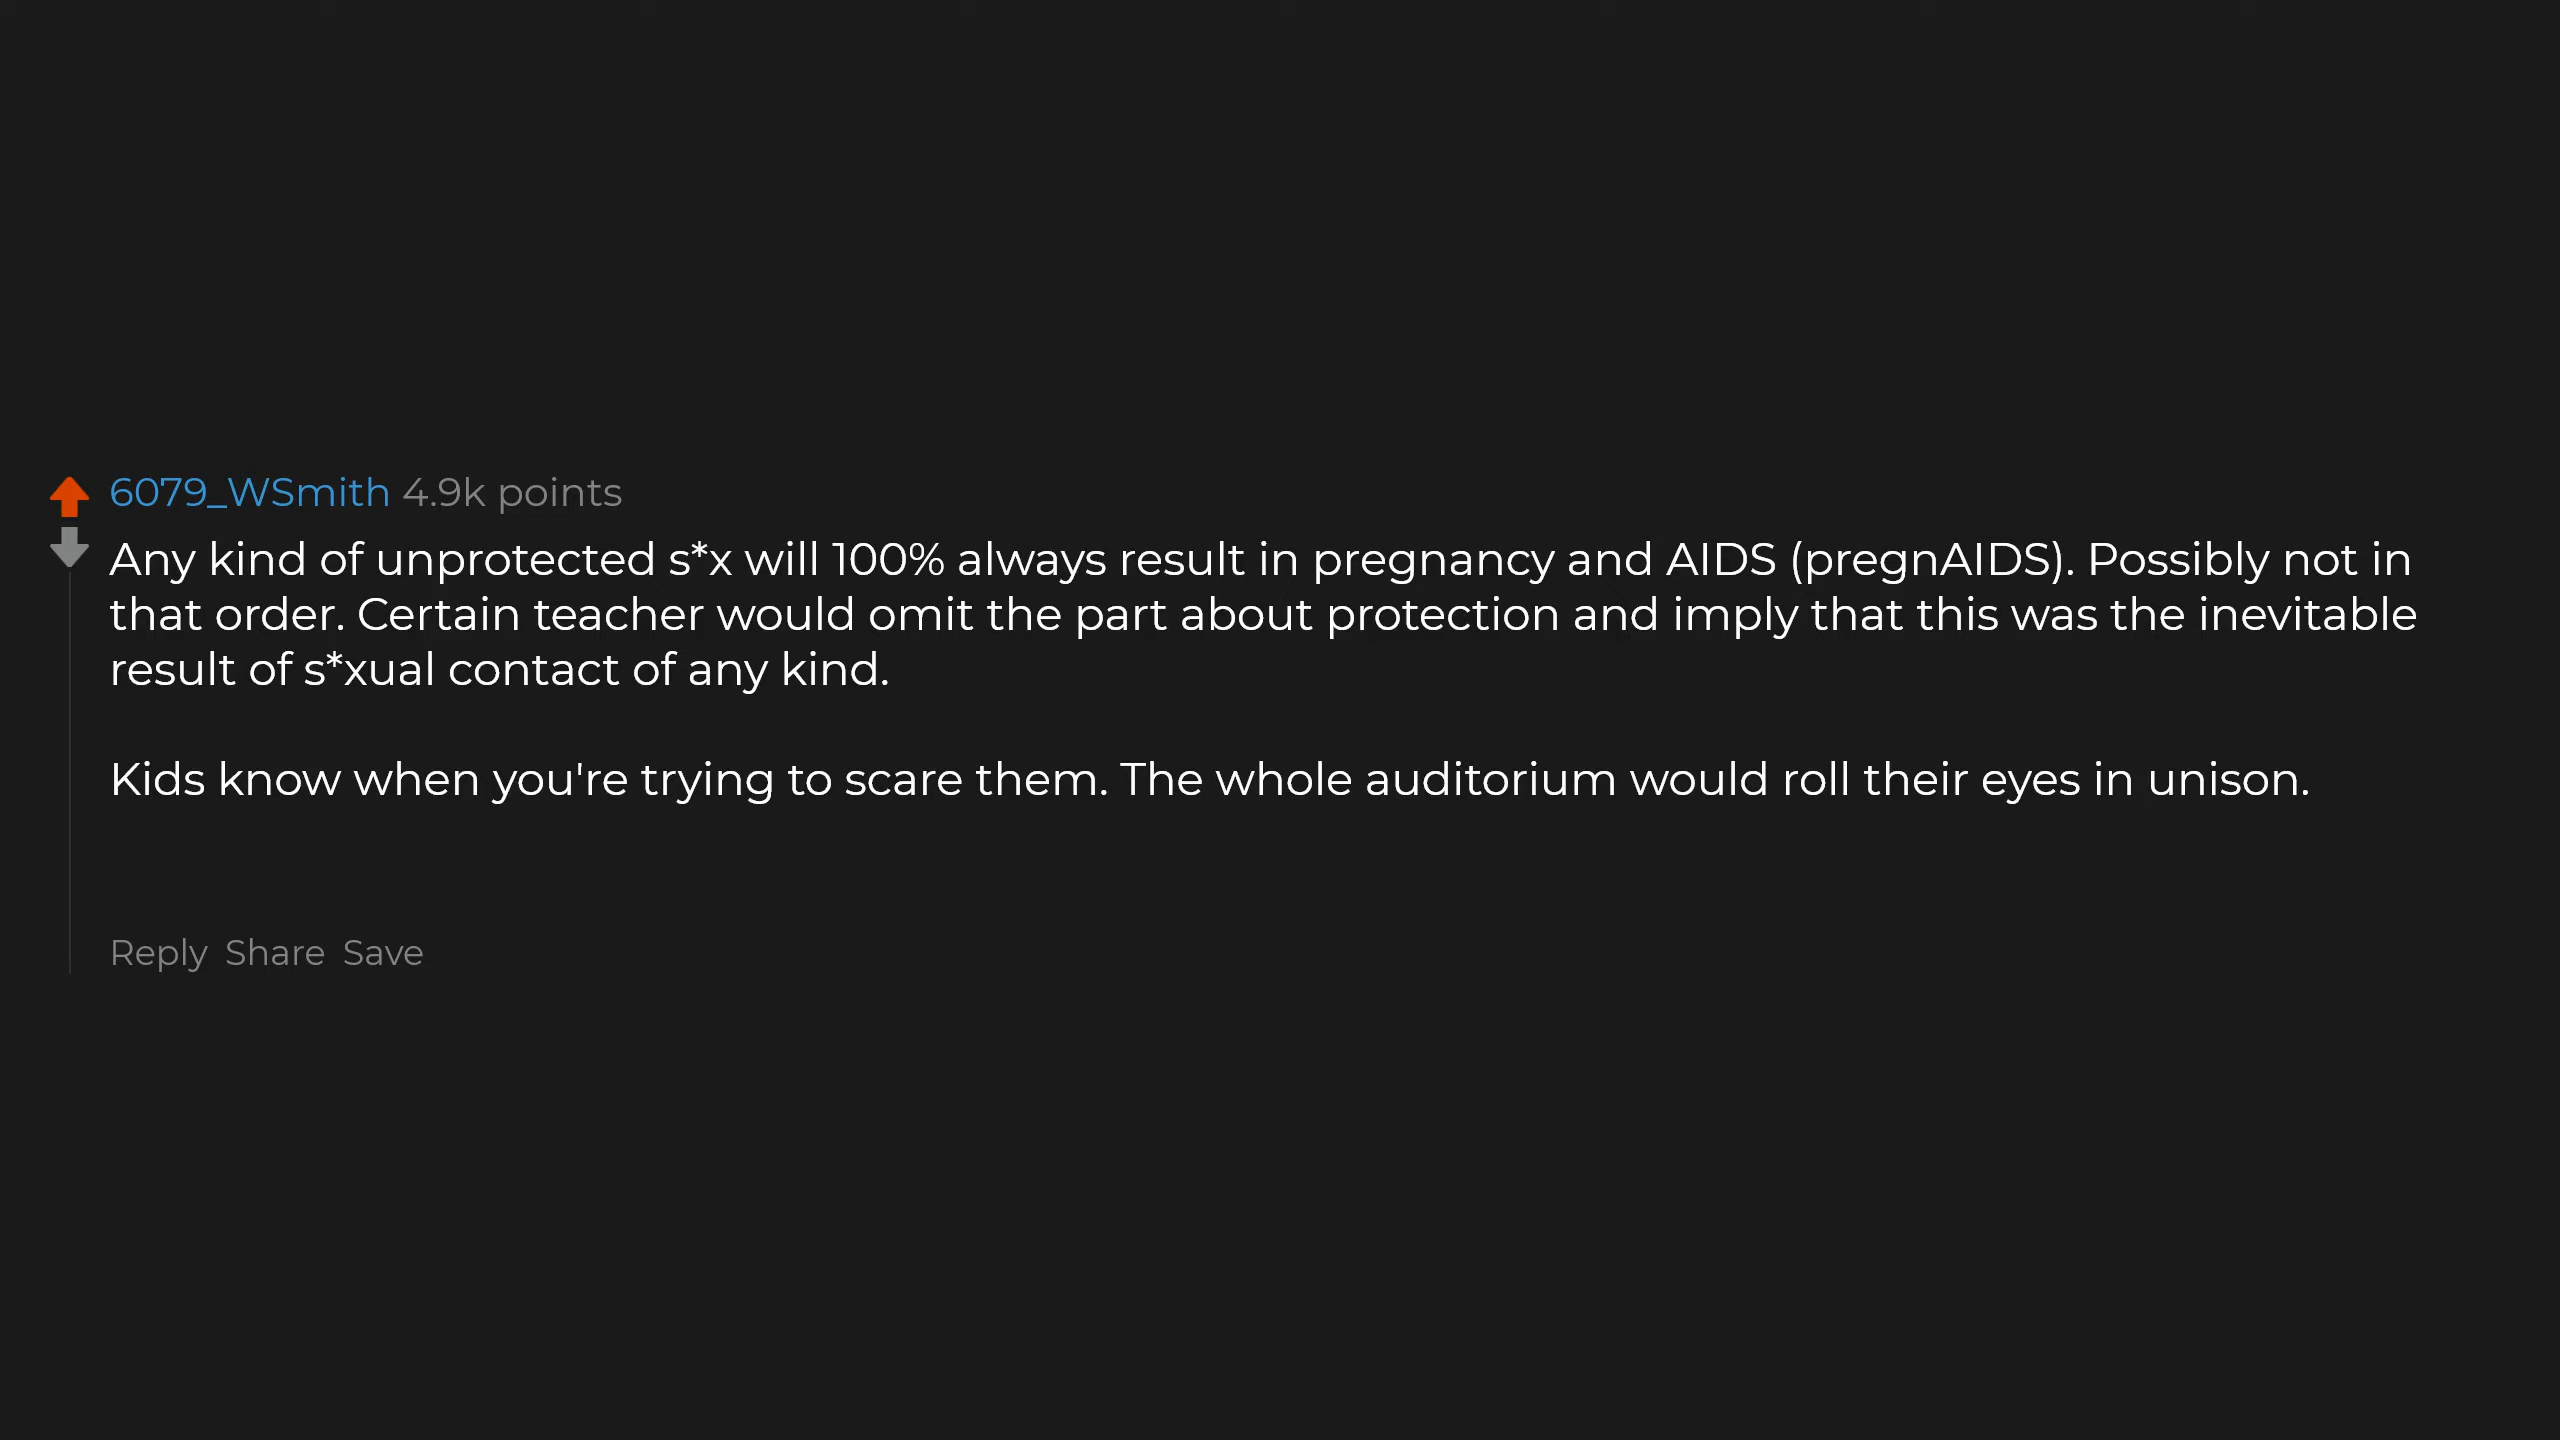 6079_WSmith 4.9k points
Any kind of unprotected s*x will 100% always result in pregnancy and AIDS (pregnAIDS). Possibly not in
that order. Certain teacher would omit the part about protection and imply that this was the inevitable
result of s*xual contact of any kind.
Kids know when you're trying to scare them. The whole auditorium would roll their eyes in unison.
Reply Share Save